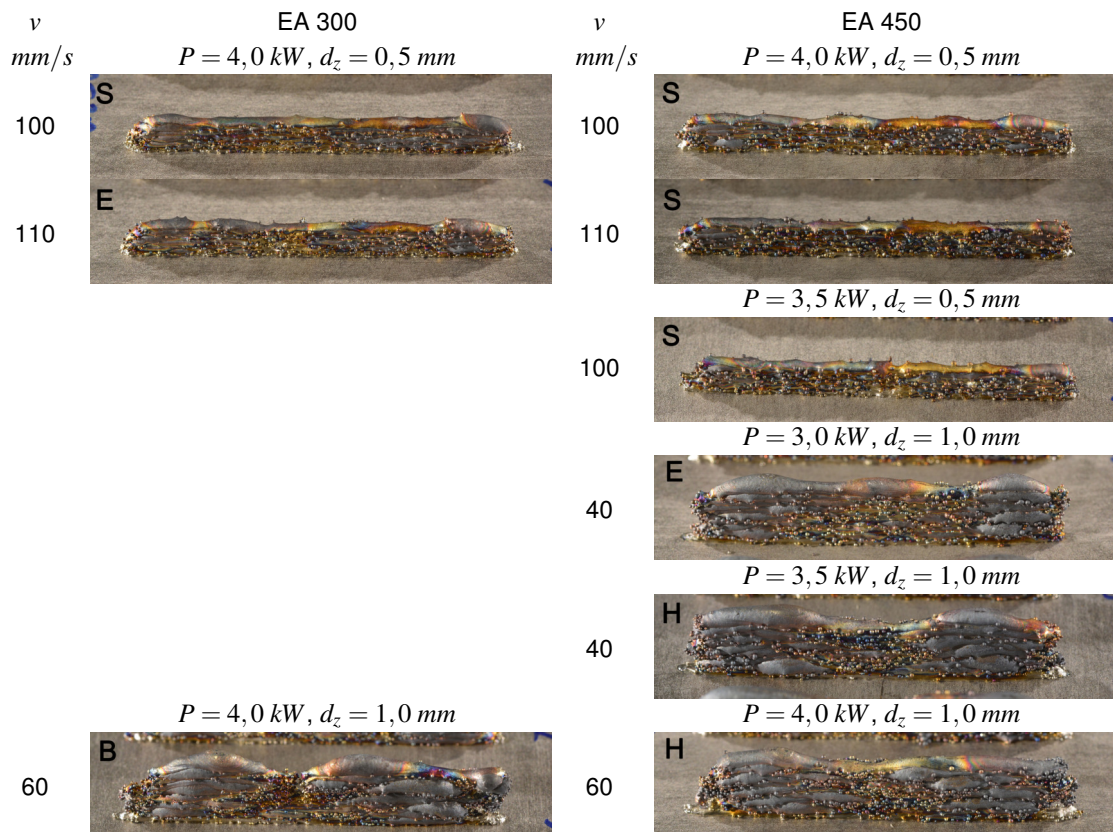 v EA 300 v EA 450
mm/s P = 4,0 kW, d_z = 0,5 mm mm/s P = 4,0 kW, d_z = 0,5 mm
S S
100 100
E S
110 110
P = 3,5 kW, d_z = 0,5 mm
S
100
P = 3,0 kW, d_z = 1,0 mm
E
40
P = 3,5 kW, d_z = 1,0 mm
H
40
P = 4,0 kW, d_z = 1,0 mm P = 4,0 kW, d_z = 1,0 mm
B H
60 60